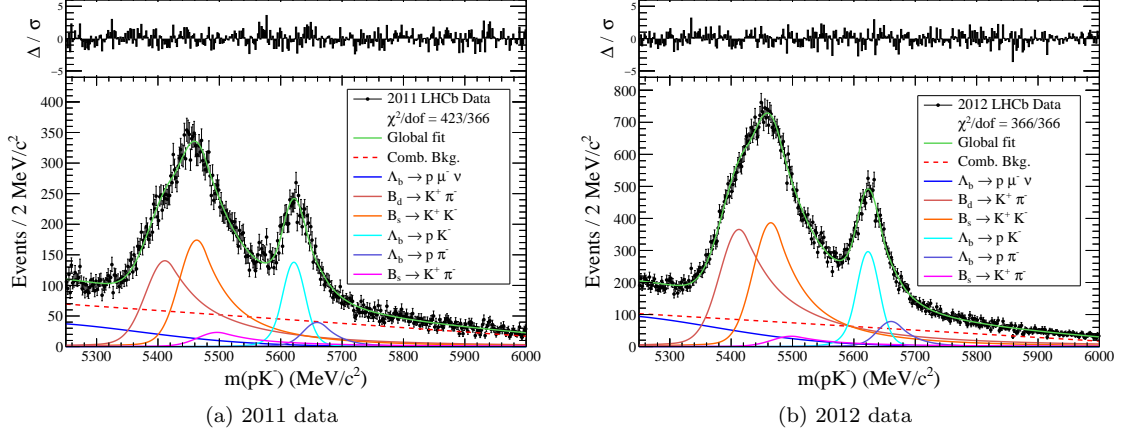 Δ / σ
5
0
−5
Events / 2 MeV/c²
400
350
300
250
200
150
100
50
0
2011 LHCb Data
χ²/dof = 423/366
Global fit
Comb. Bkg.
Λb → p μ⁻ ν
Bd → K⁺ π⁻
Bs → K⁺ K⁻
Λb → p K⁻
Λb → p π⁻
Bs → K⁺ π⁻
5300 5400 5500 5600 5700 5800 5900 6000
m(pK⁻) (MeV/c²)
(a) 2011 data
Δ / σ
5
0
−5
Events / 2 MeV/c²
800
700
600
500
400
300
200
100
0
2012 LHCb Data
χ²/dof = 366/366
Global fit
Comb. Bkg.
Λb → p μ⁻ ν
Bd → K⁺ π⁻
Bs → K⁺ K⁻
Λb → p K⁻
Λb → p π⁻
Bs → K⁺ π⁻
5300 5400 5500 5600 5700 5800 5900 6000
m(pK⁻) (MeV/c²)
(b) 2012 data